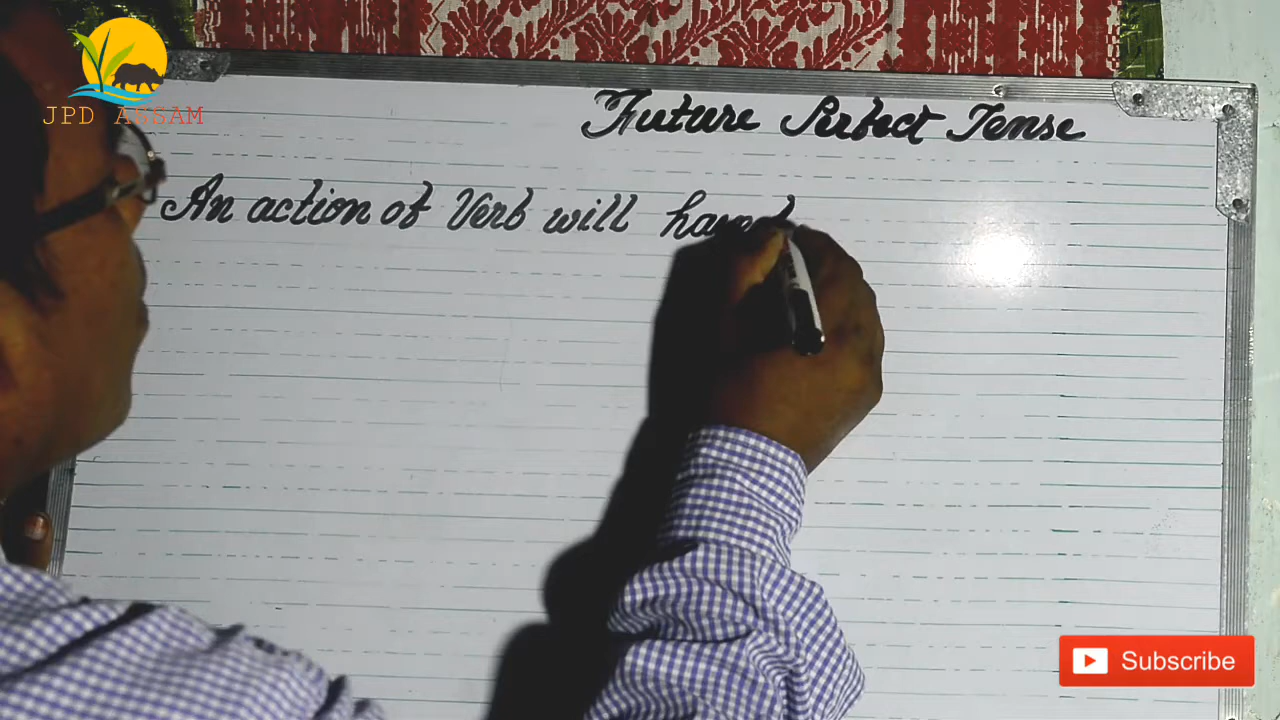 JPD ASSAM
Future Perfect Tense
An action of Verb will have
Subscribe